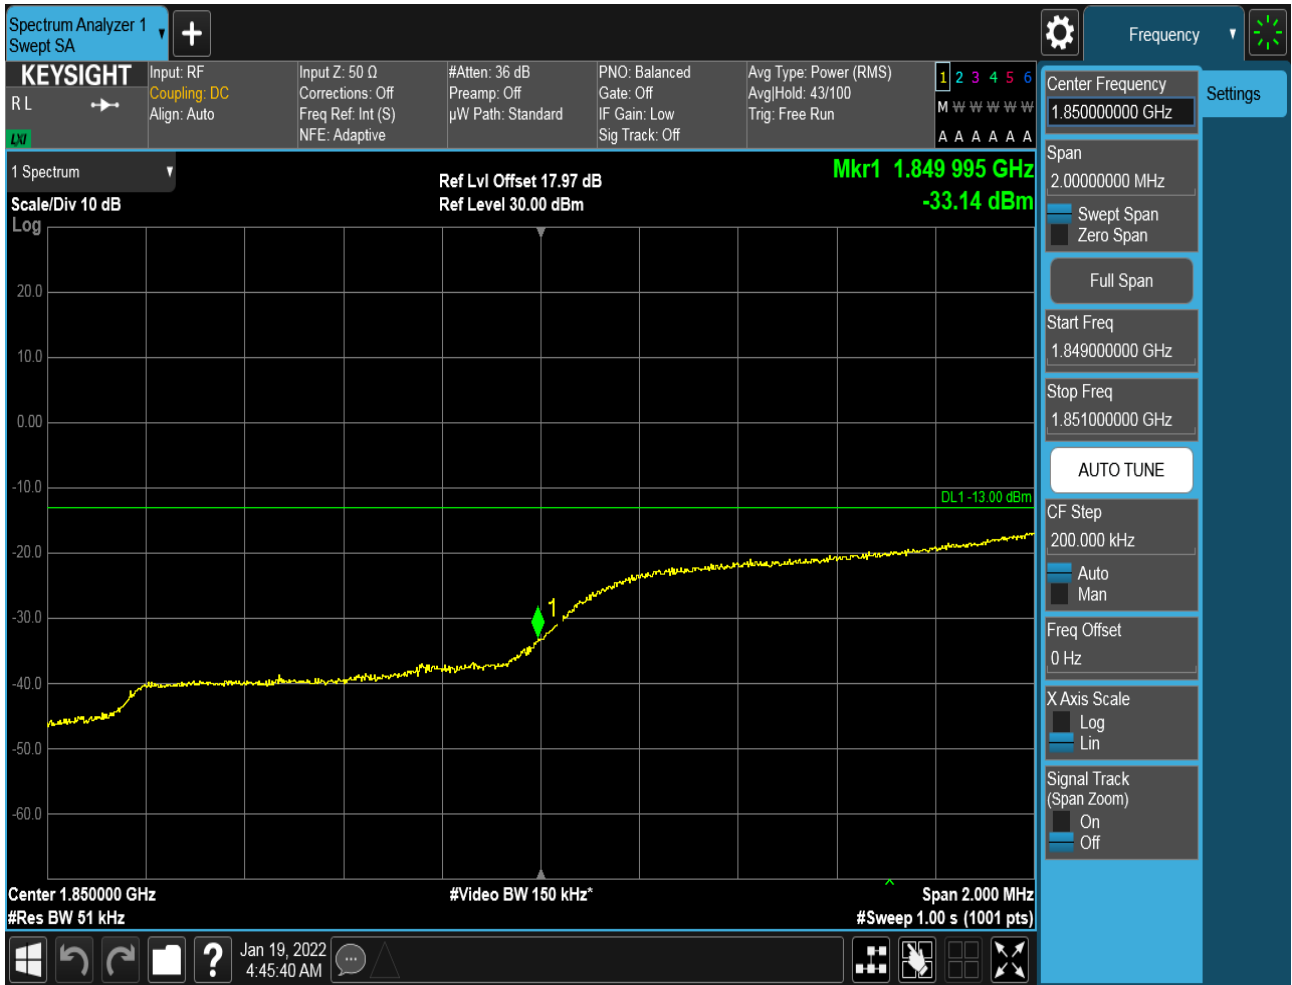 Spectrum Analyzer 1
Swept SA
Frequency
KEYSIGHT
R L
LXI
Input: RF
Coupling: DC
Align: Auto
Input Z: 50 Ω
Corrections: Off
Freq Ref: Int (S)
NFE: Adaptive
#Atten: 36 dB
Preamp: Off
µW Path: Standard
PNO: Balanced
Gate: Off
IF Gain: Low
Sig Track: Off
Avg Type: Power (RMS)
Avg|Hold: 43/100
Trig: Free Run
1 2 3 4 5 6
M W W W W W
A A A A A A
1 Spectrum
Scale/Div 10 dB
Log
Ref Lvl Offset 17.97 dB
Ref Level 30.00 dBm
Mkr1 1.849 995 GHz
-33.14 dBm
20.0
10.0
0.00
-10.0
-20.0
-30.0
-40.0
-50.0
-60.0
DL1 -13.00 dBm
1
Center 1.850000 GHz
#Res BW 51 kHz
#Video BW 150 kHz*
Span 2.000 MHz
#Sweep 1.00 s (1001 pts)
Jan 19, 2022
4:45:40 AM
Center Frequency
1.850000000 GHz
Settings
Span
2.00000000 MHz
Swept Span
Zero Span
Full Span
Start Freq
1.849000000 GHz
Stop Freq
1.851000000 GHz
AUTO TUNE
CF Step
200.000 kHz
Auto
Man
Freq Offset
0 Hz
X Axis Scale
Log
Lin
Signal Track
(Span Zoom)
On
Off